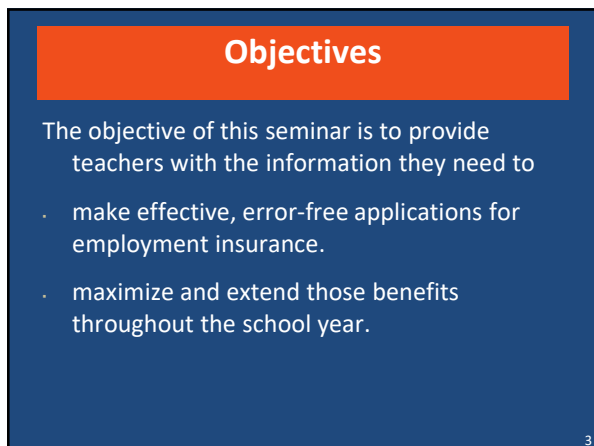 Objectives
The objective of this seminar is to provide
teachers with the information they need to
. make effective, error-free applications for
employment insurance.
. maximize and extend those benefits
throughout the school year.
3